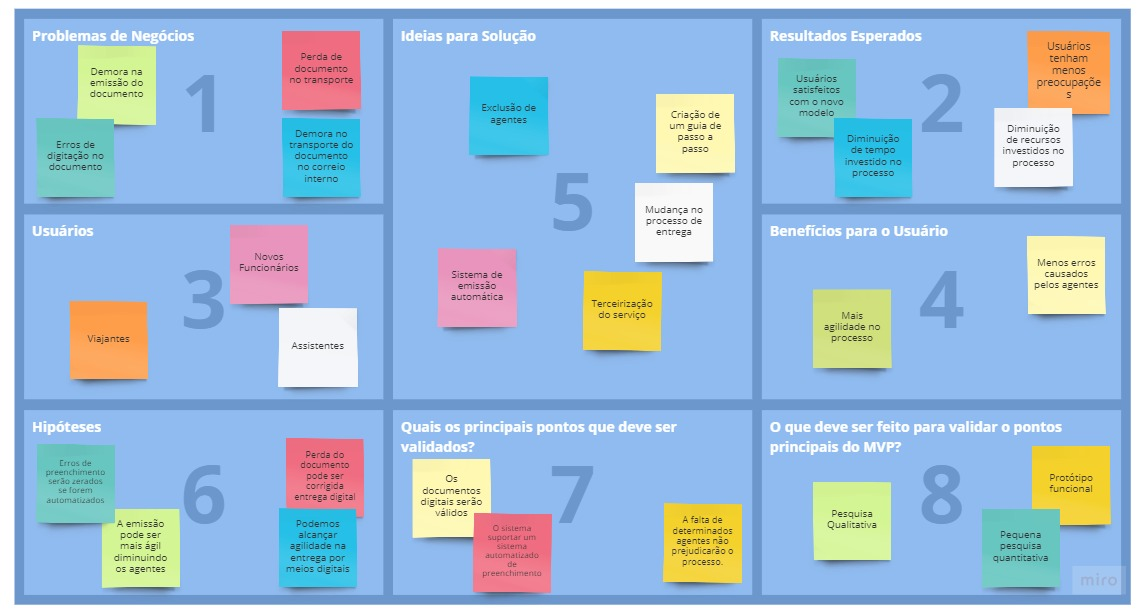 Problemas de Negócios
1
Demora na
emissão do
documento
Perda de
documento
no transporte
Erros de
digitação no
documento
Demora no
transporte do
documento
no correio
interno
Ideias para Solução
5
Exclusão de
agentes
Criação de
um guia de
passo a
passo
Mudança no
processo de
entrega
Sistema de
emissão
automática
Terceirização
do serviço
Resultados Esperados
2
Usuários
satisfeitos
com o novo
modelo
Usuários
tenham
menos
preocupaçõe
s
Diminuição
de tempo
investido no
processo
Diminuição
de recursos
investidos no
processo
Usuários
3
Novos
Funcionários
Viajantes
Assistentes
Benefícios para o Usuário
4
Menos erros
causados
pelos agentes
Mais
agilidade no
processo
Hipóteses
6
Erros de
preenchimento
serão zerados
se forem
automatizados
Perda do
documento
pode ser
corrigida
entrega digital
A emissão
pode ser
mais ágil
diminuindo
os agentes
Podemos
alcançar
agilidade na
entrega por
meios digitais
Quais os principais pontos que deve ser
validados?
7
Os
documentos
digitais serão
válidos
O sistema
suportar um
sistema
automatizado
de
preenchimento
A falta de
determinados
agentes não
prejudicarão o
processo.
O que deve ser feito para validar o pontos
principais do MVP?
8
Protótipo
funcional
Pesquisa
Qualitativa
Pequena
pesquisa
quantitativa
miro